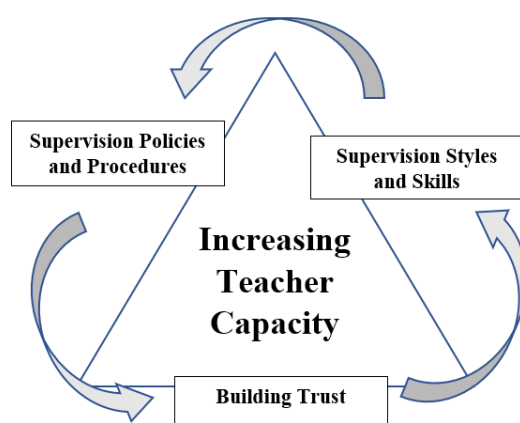 Supervision Policies
and Procedures
Supervision Styles
and Skills
Increasing
Teacher
Capacity
Building Trust